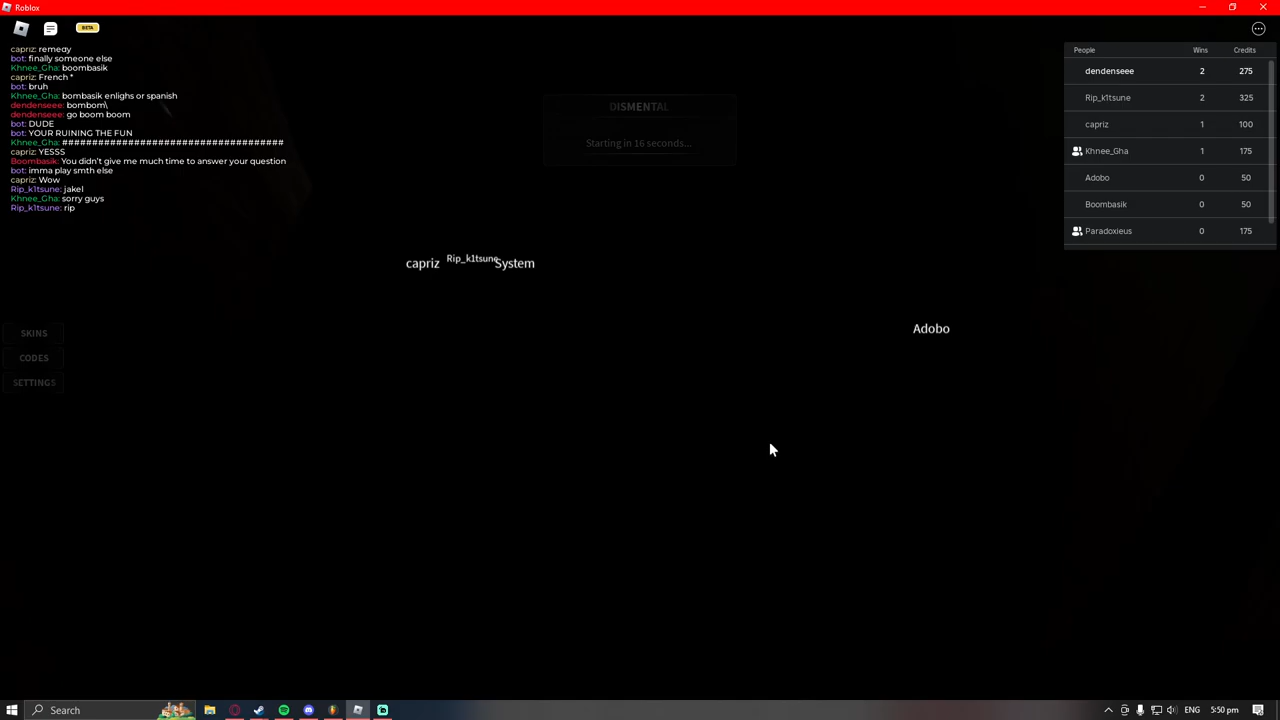 Roblox
BETA
capriz: remedy
bot: finally someone else
Khnee_Gha: boombasik
capriz: French *
bot: bruh
Khnee_Gha: bombasik enlighs or spanish
dendenseee: bombom\
dendenseee: go boom boom
bot: DUDE
bot: YOUR RUINING THE FUN
Khnee_Gha: #####################################
capriz: YESSS
Boombasik: You didn't give me much time to answer your question
bot: imma play smth else
capriz: Wow
Rip_k1tsune: jakel
Khnee_Gha: sorry guys
Rip_k1tsune: rip
DISMENTAL
Starting in 16 seconds...
People Wins Credits
dendenseee 2 275
Rip_k1tsune 2 325
capriz 1 100
Khnee_Gha 1 175
Adobo 0 50
Boombasik 0 50
Paradoxieus 0 175
capriz Rip_k1tsune System
Adobo
SKINS
CODES
SETTINGS
Search
ENG 5:50 pm